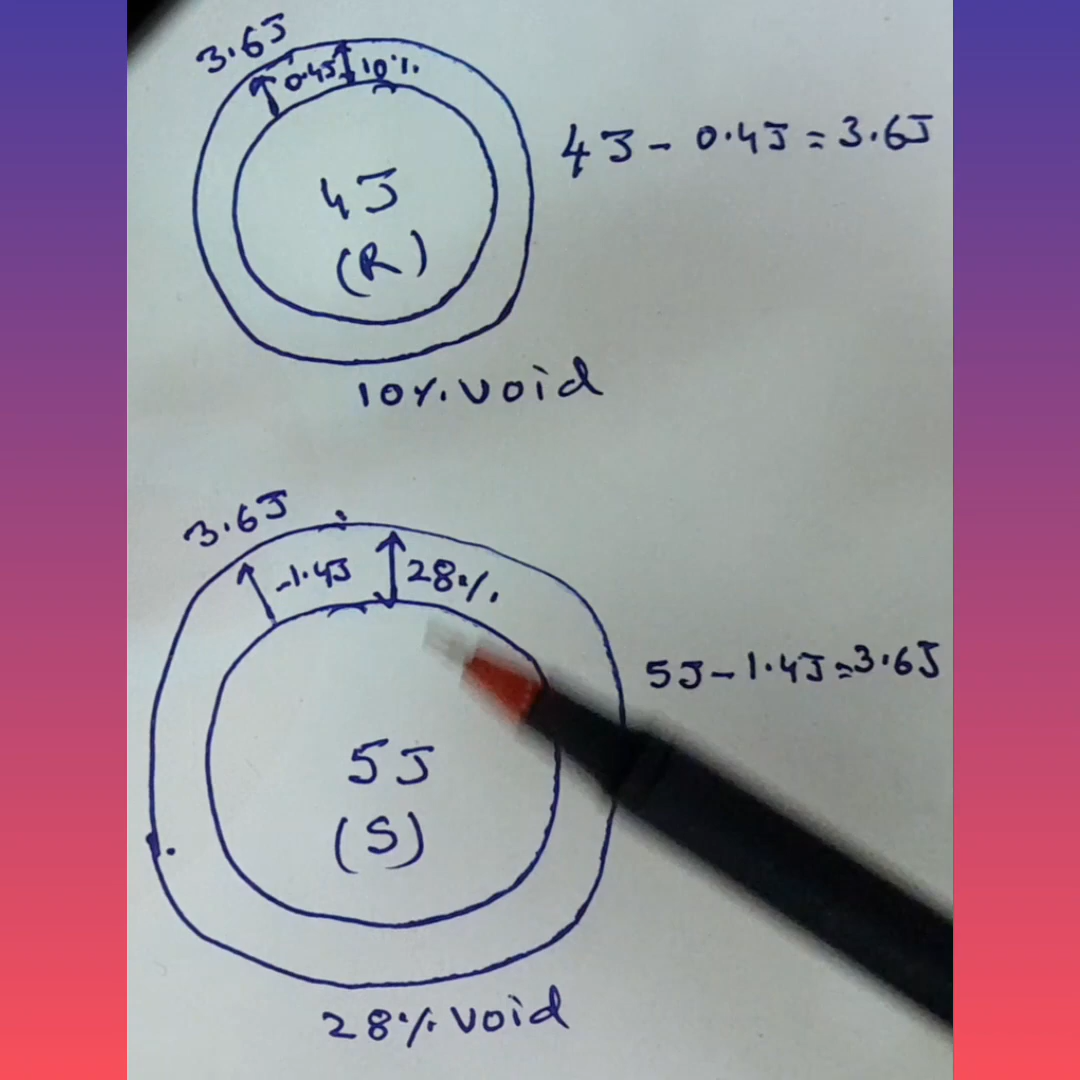 3.6J
0.4J 10%
4J
(R)
4J - 0.4J = 3.6J
10% void
3.6J
-1.4J 28%
5J
(S)
5J - 1.4J = 3.6J
28% void